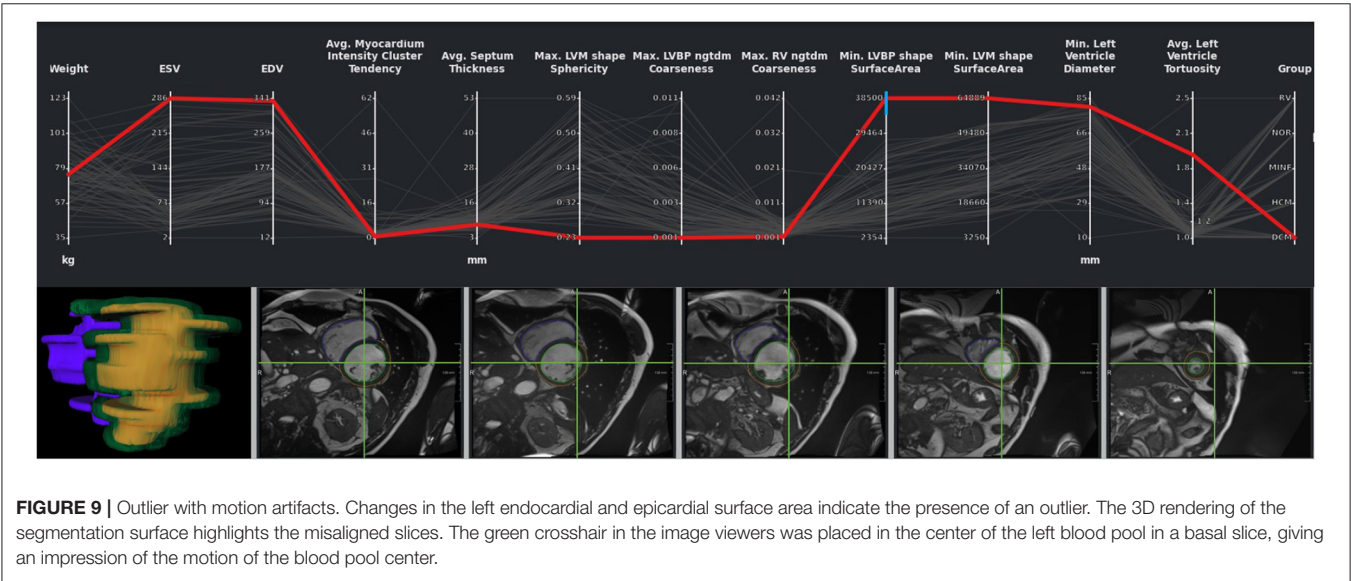 Weight
ESV
EDV
Avg. Myocardium
Intensity Cluster
Tendency
Avg. Septum
Thickness
Max. LVM shape
Sphericity
Max. LVBP ngtdm
Coarseness
Max. RV ngtdm
Coarseness
Min. LVBP shape
SurfaceArea
Min. LVM shape
SurfaceArea
Min. Left
Ventricle
Diameter
Avg. Left
Ventricle
Tortuosity
Group
123 286 341 62 53 0.59 0.011 0.042 38500 64889 85 2.5 RV
101 215 259 46 40 0.50 0.008 0.032 29464 49480 66 2.1 NOR
79 144 177 31 28 0.41 0.006 0.021 20427 34070 48 1.8 MINF
57 73 94 16 16 0.32 0.003 0.011 11390 18660 29 1.4 HCM
1.2
35 2 12 0 3 0.23 0.001 0.001 2354 3250 10 1.0 DCM
kg mm mm
A A A A
R R R R R
FIGURE 9 | Outlier with motion artifacts. Changes in the left endocardial and epicardial surface area indicate the presence of an outlier. The 3D rendering of the
segmentation surface highlights the misaligned slices. The green crosshair in the image viewers was placed in the center of the left blood pool in a basal slice, giving
an impression of the motion of the blood pool center.